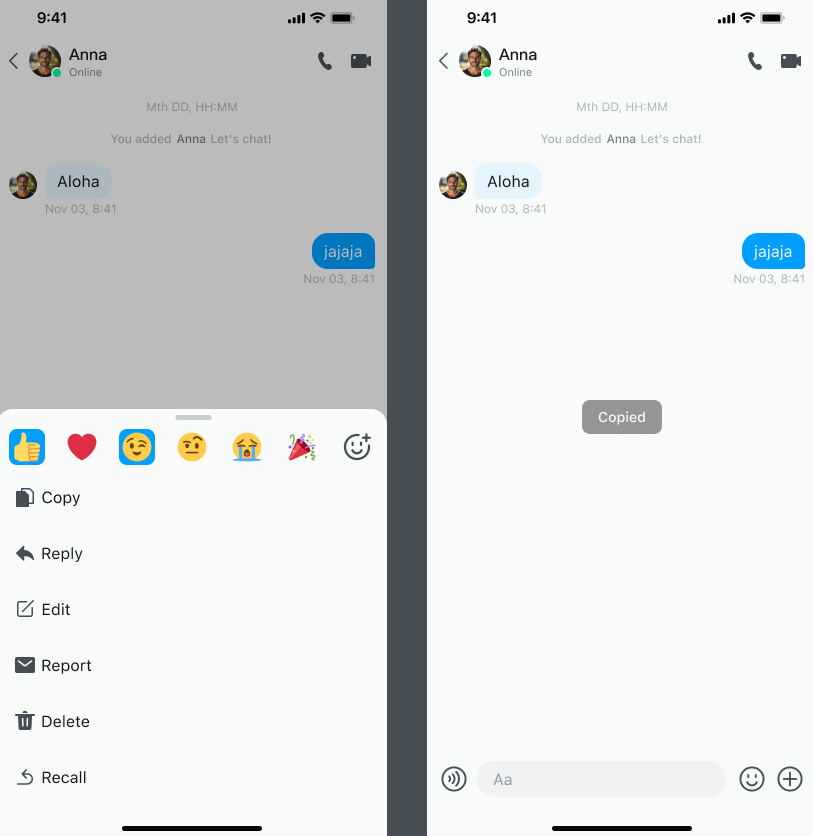 9:41
Anna
Online
Mth DD, HH:MM
You added Anna Let's chat!
Aloha
Nov 03, 8:41
jajaja
Nov 03, 8:41
Copy
Reply
Edit
Report
Delete
Recall
9:41
Anna
Online
Mth DD, HH:MM
You added Anna Let's chat!
Aloha
Nov 03, 8:41
jajaja
Nov 03, 8:41
Copied
Aa